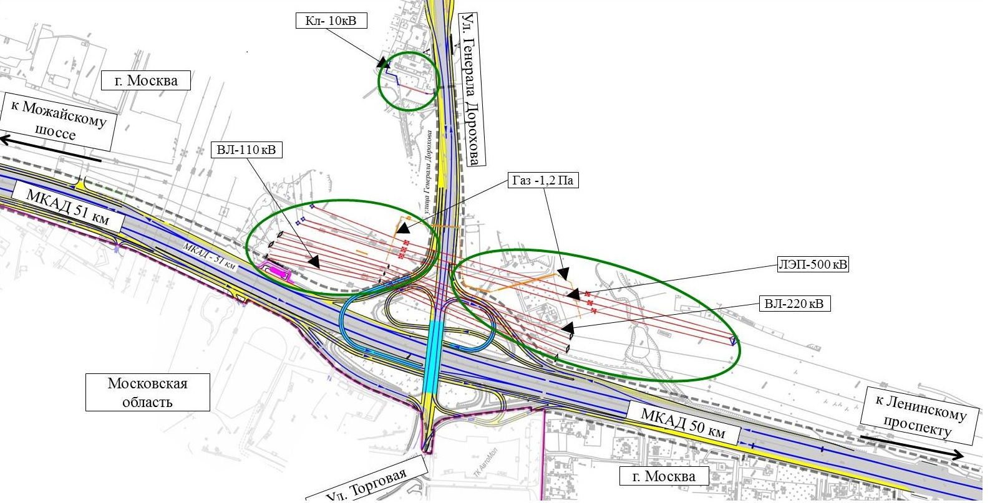 Кл- 10кВ
Ул. Генерала Дорохова
г. Москва
к Можайскому
шоссе
ВЛ-110 кВ
улица Генерала Дорохова
Газ -1,2 Па
МКАД 51 км
МКАД - 51 км
ЛЭП-500 кВ
ВЛ-220 кВ
Московская
область
к Ленинскому
проспекту
МКАД 50 км
ТК АвтоМол
г. Москва
Ул. Торговая